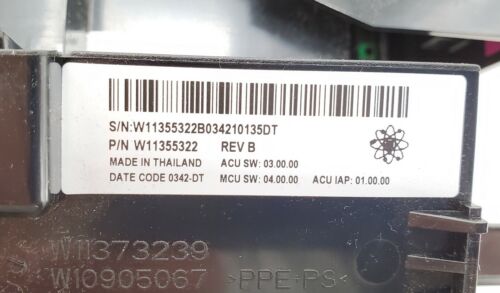 S/N:W11355322B034210135DT
P/N W11355322 REV B
MADE IN THAILAND ACU SW: 03.00.00
DATE CODE 0342-DT MCU SW: 04.00.00 ACU IAP: 01.00.00
W11373239
W10905067 >PPE+PS<